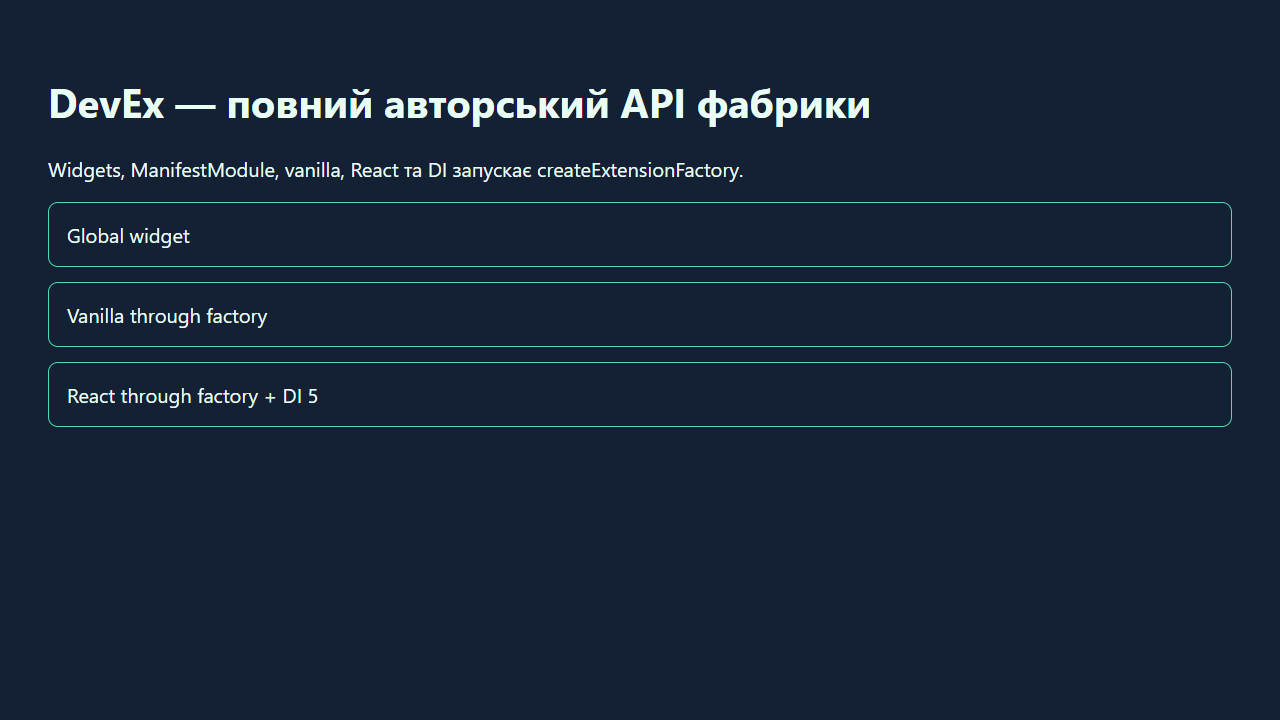 DevEx — повний авторський API фабрики
Widgets, ManifestModule, vanilla, React та DI запускає createExtensionFactory.
Global widget
Vanilla through factory
React through factory + DI 5